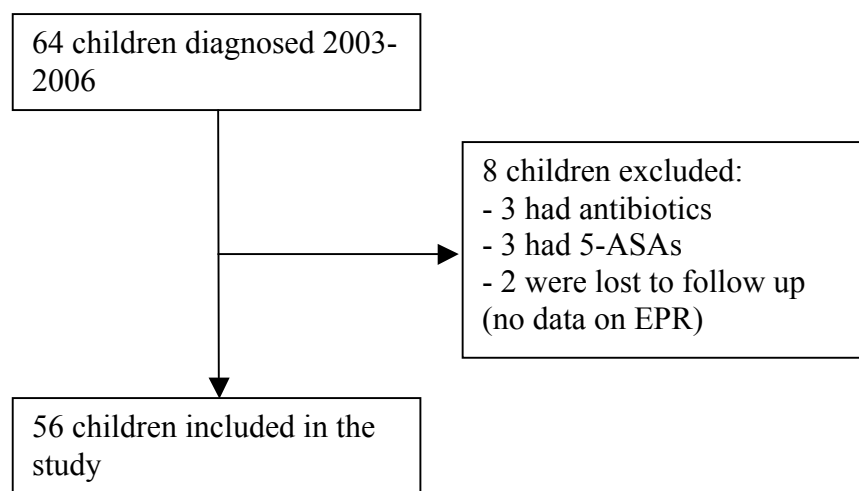 64 children diagnosed 2003-
2006
8 children excluded:
- 3 had antibiotics
- 3 had 5-ASAs
- 2 were lost to follow up
(no data on EPR)
56 children included in the
study